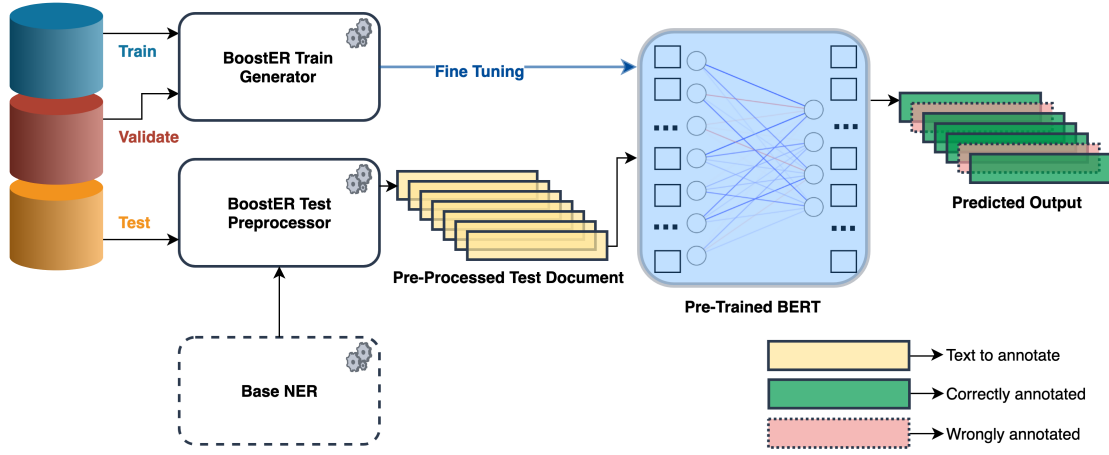 Train
Validate
Test
BoostER Train
Generator
Fine Tuning
BoostER Test
Preprocessor
Pre-Processed Test Document
Base NER
Pre-Trained BERT
Predicted Output
Text to annotate
Correctly annotated
Wrongly annotated